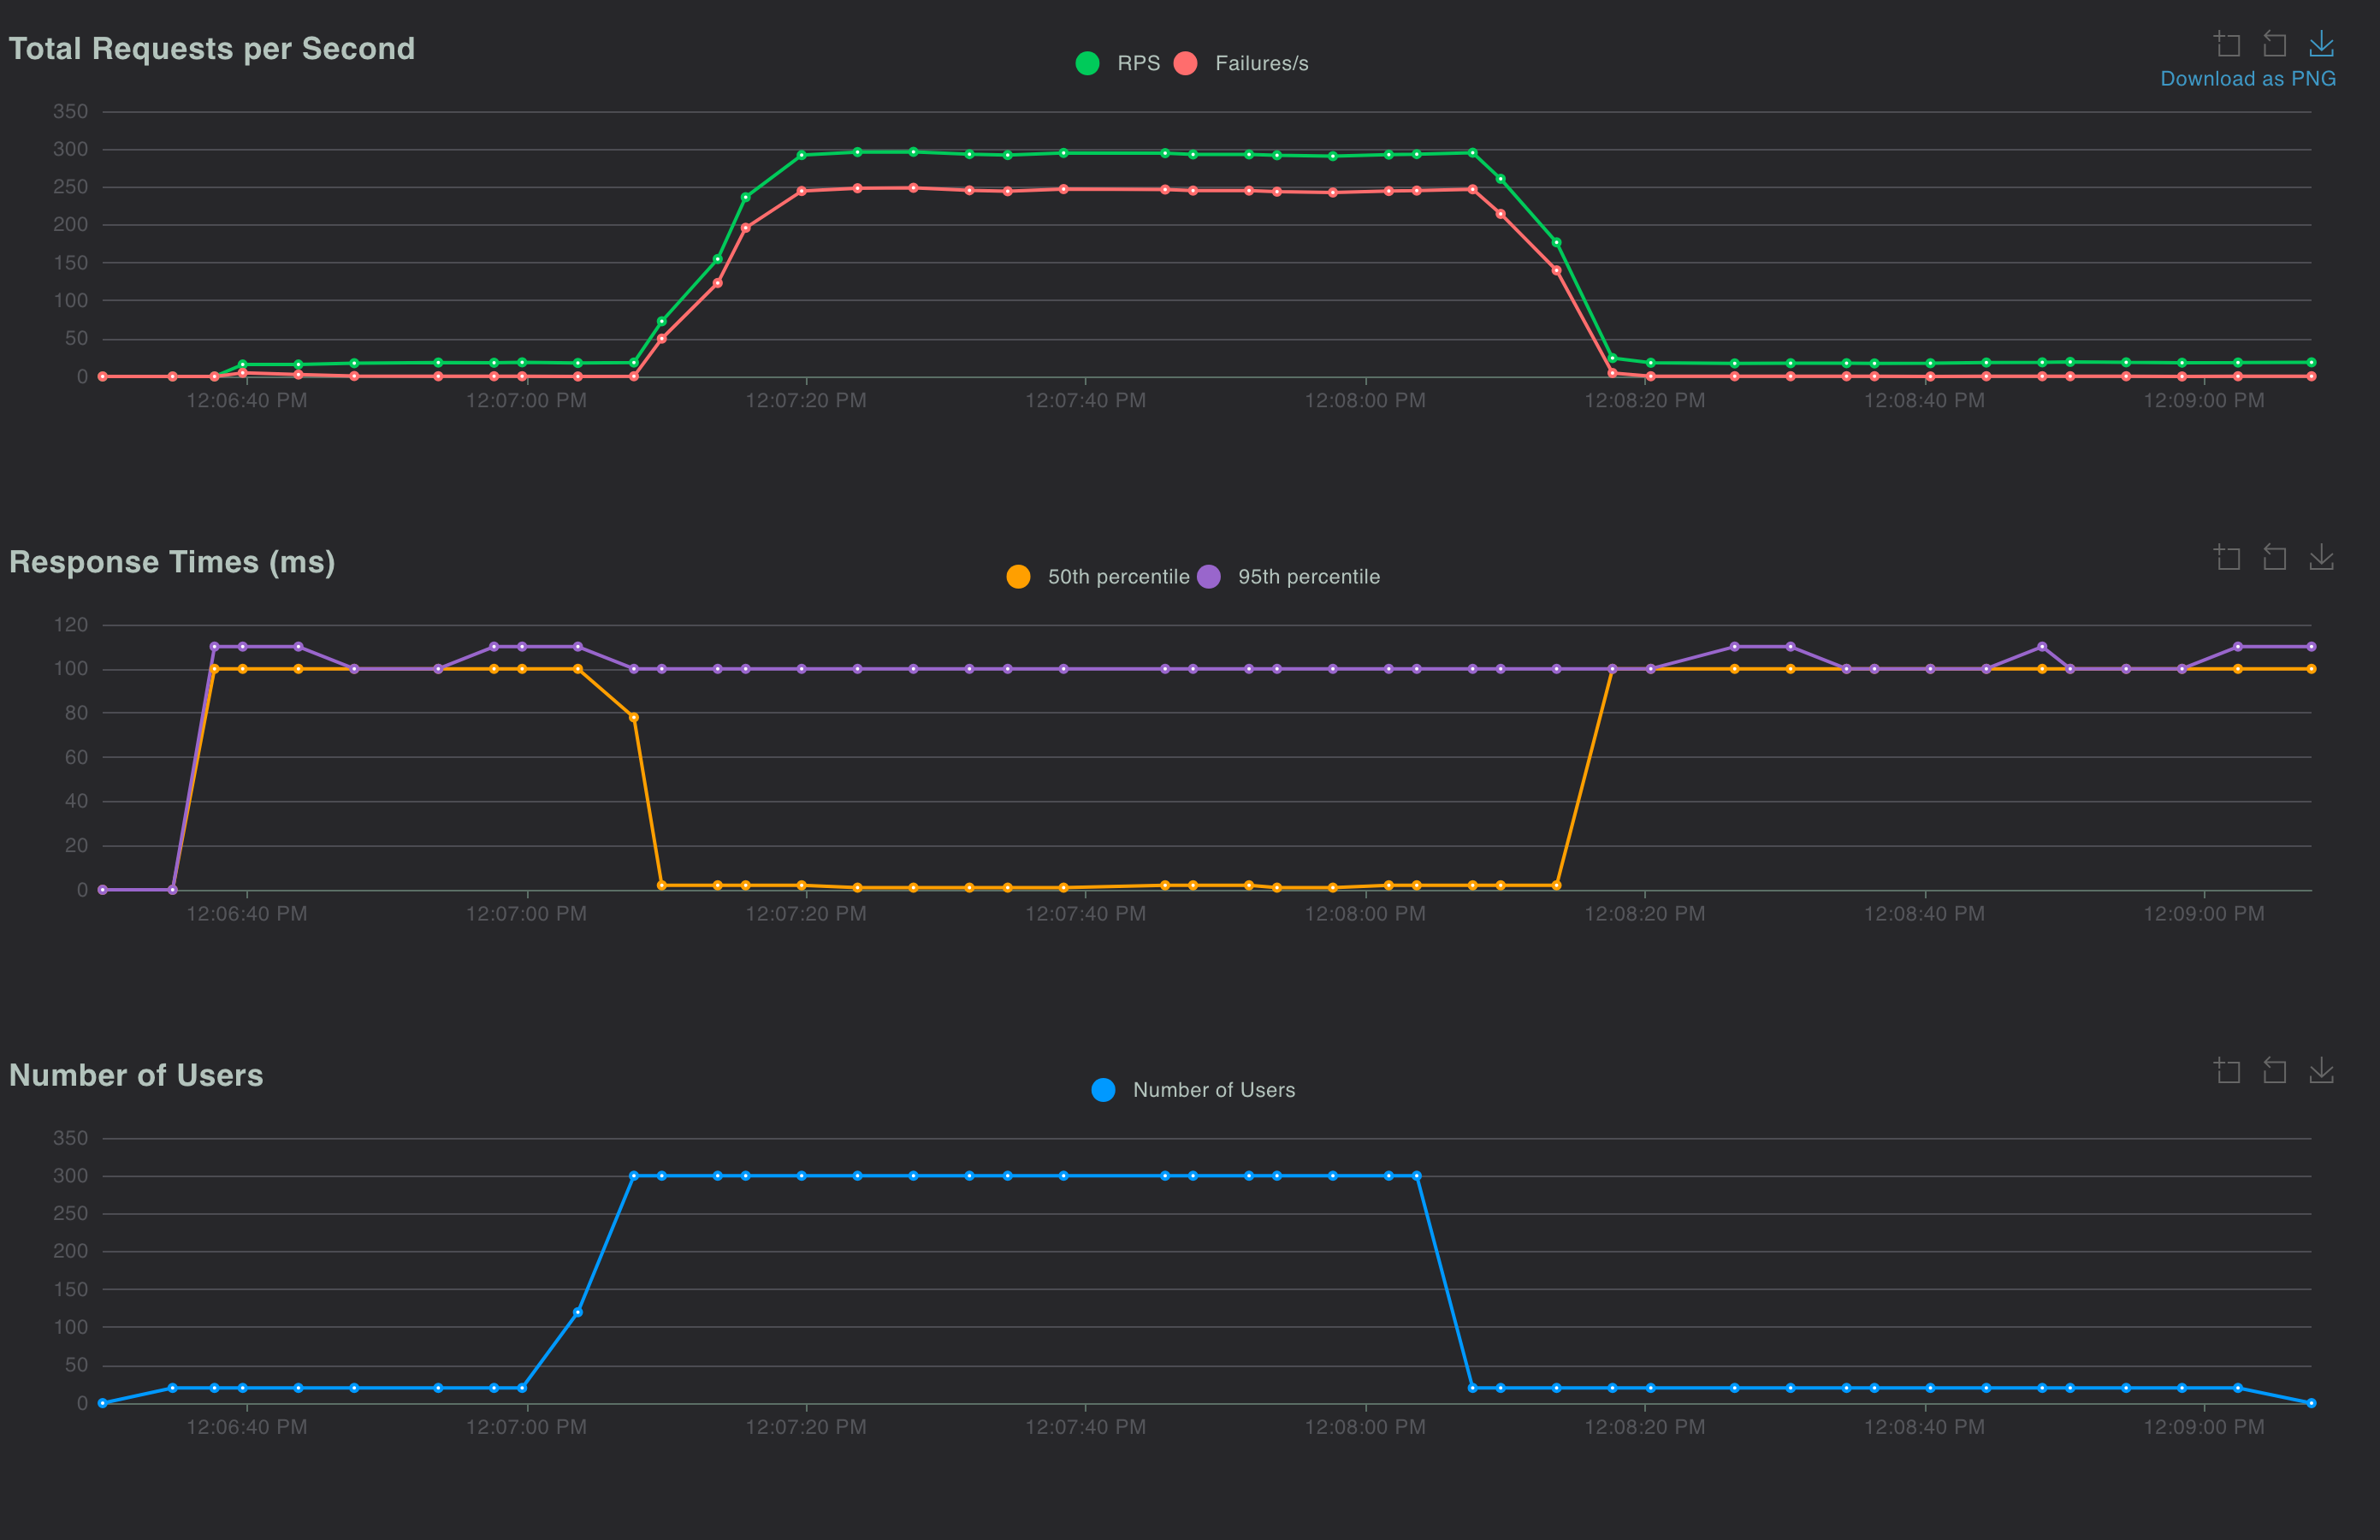 Total Requests per Second
RPS
Failures/s
Download as PNG
350
300
250
200
150
100
50
0
12:06:40 PM
12:07:00 PM
12:07:20 PM
12:07:40 PM
12:08:00 PM
12:08:20 PM
12:08:40 PM
12:09:00 PM
Response Times (ms)
50th percentile
95th percentile
120
100
80
60
40
20
0
12:06:40 PM
12:07:00 PM
12:07:20 PM
12:07:40 PM
12:08:00 PM
12:08:20 PM
12:08:40 PM
12:09:00 PM
Number of Users
Number of Users
350
300
250
200
150
100
50
0
12:06:40 PM
12:07:00 PM
12:07:20 PM
12:07:40 PM
12:08:00 PM
12:08:20 PM
12:08:40 PM
12:09:00 PM